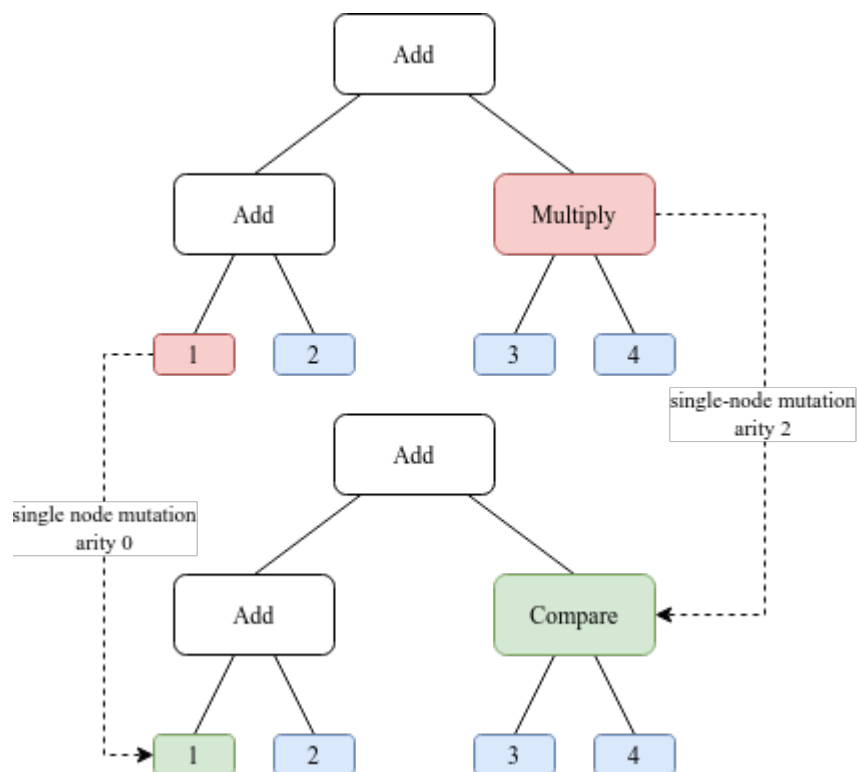 Add
Add
Multiply
1
2
3
4
single-node mutation
arity 2
Add
single node mutation
arity 0
Add
Compare
1
2
3
4